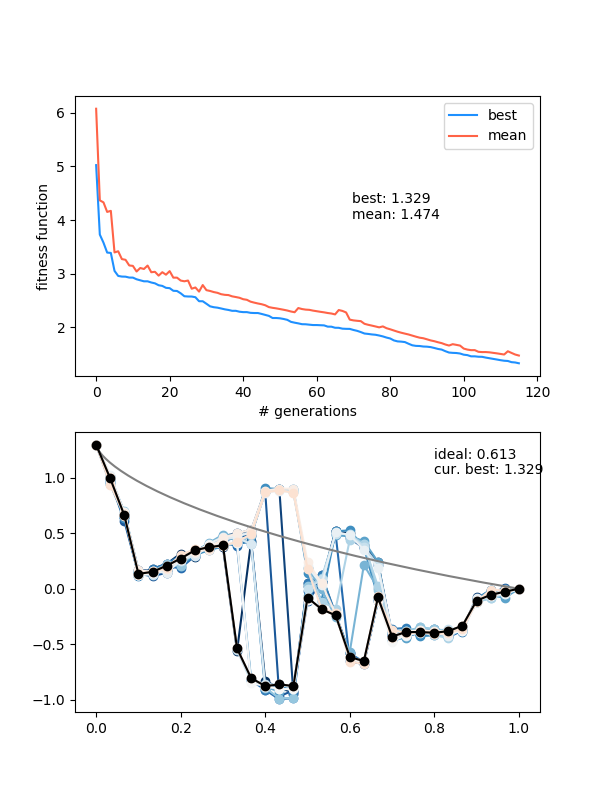 6
5
4
3
2
fitness function
best
mean
best: 1.329
mean: 1.474
0
20
40
60
80
100
120
# generations
1.0
0.5
0.0
−0.5
−1.0
ideal: 0.613
cur. best: 1.329
0.0
0.2
0.4
0.6
0.8
1.0